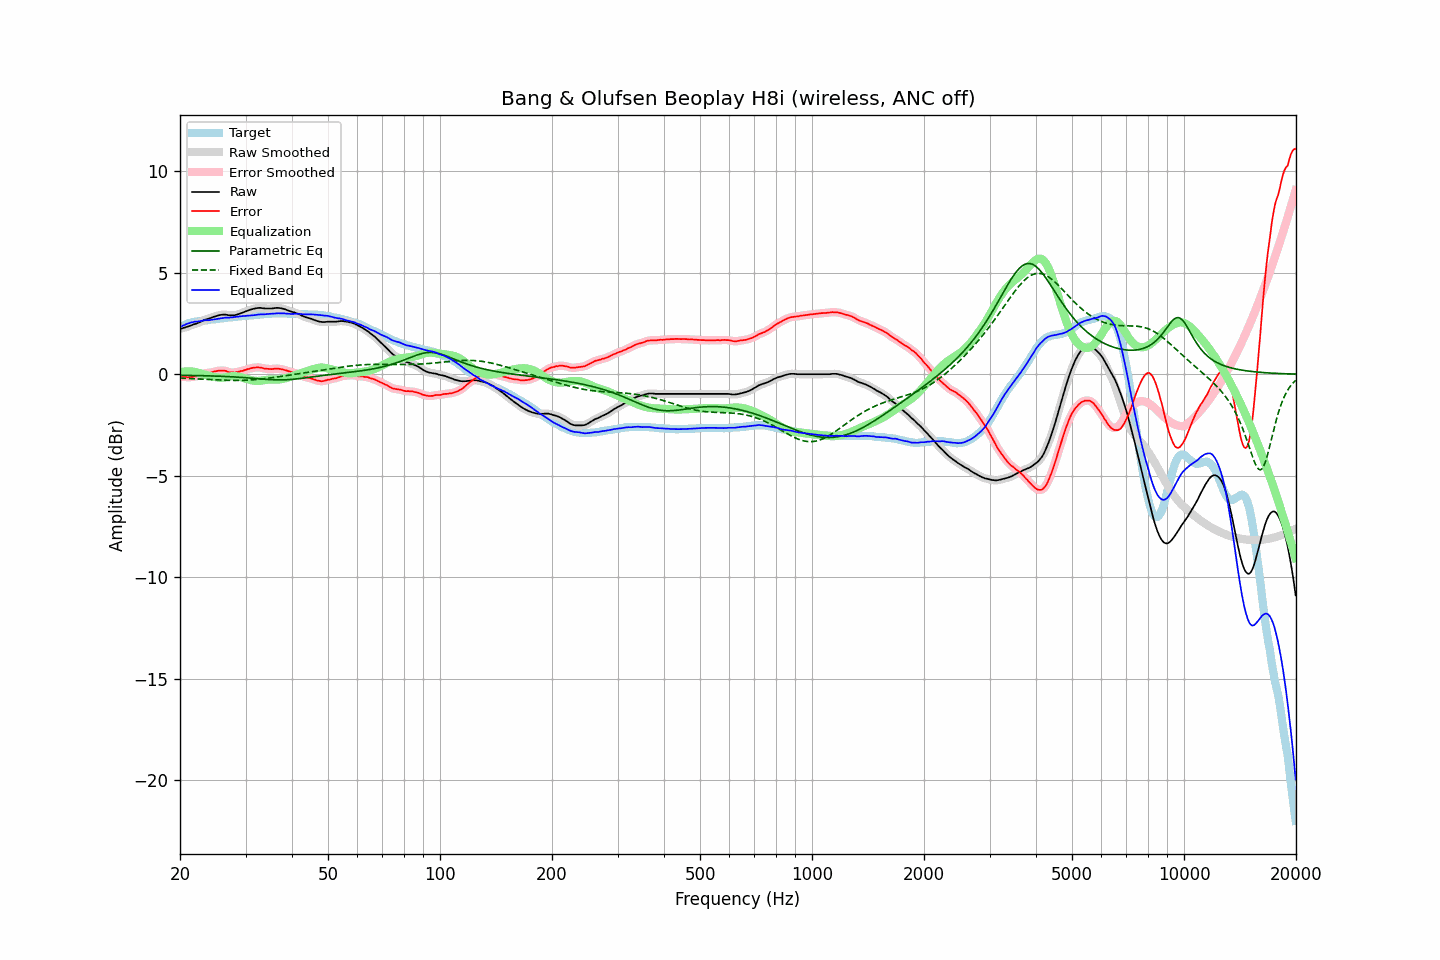 Bang & Olufsen Beoplay H8i (wireless, ANC off)
Target
Raw Smoothed
Error Smoothed
Raw
Error
Equalization
Parametric Eq
Fixed Band Eq
Equalized
10
5
0
−5
−10
−15
−20
Amplitude (dBr)
20 50 100 200 500 1000 2000 5000 10000 20000
Frequency (Hz)